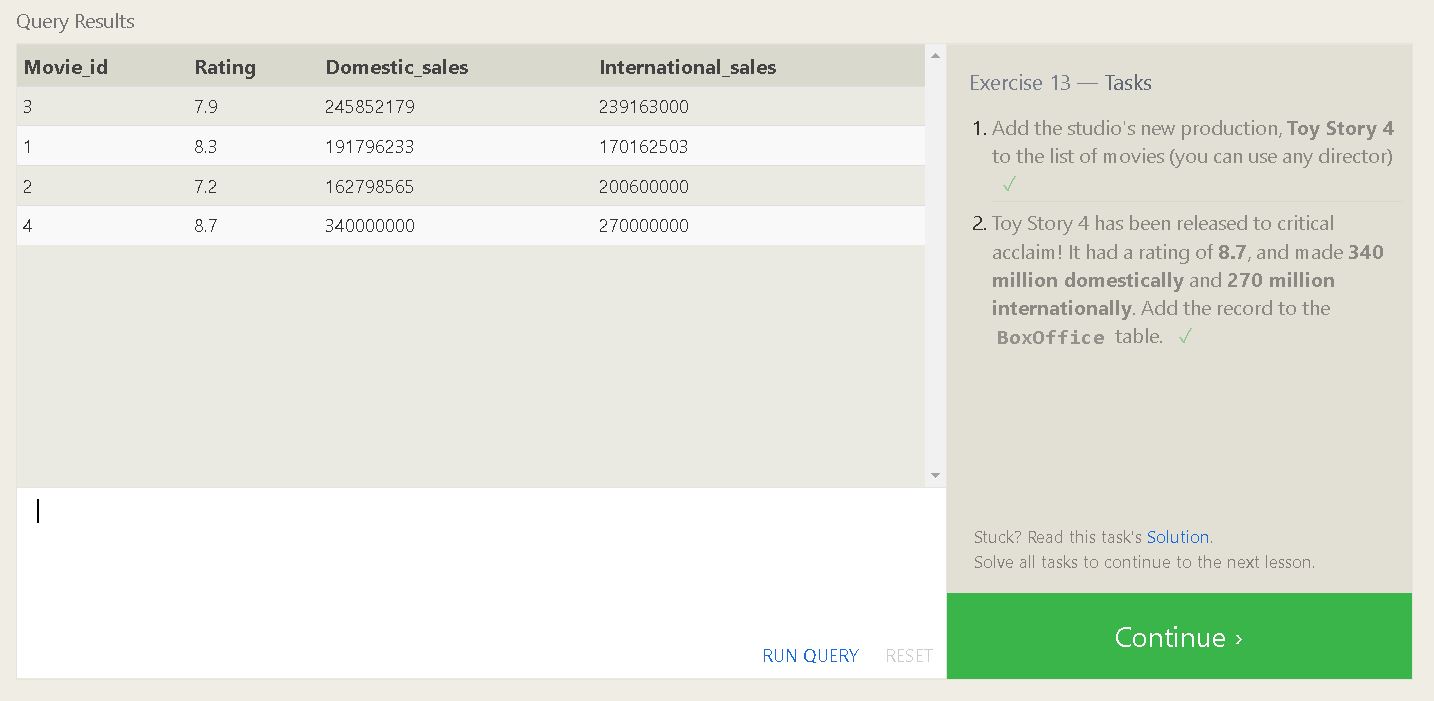 Query Results
Movie_id Rating Domestic_sales International_sales
3 7.9 245852179 239163000
1 8.3 191796233 170162503
2 7.2 162798565 200600000
4 8.7 340000000 270000000
RUN QUERY RESET
Exercise 13 — Tasks
1. Add the studio's new production, Toy Story 4
to the list of movies (you can use any director)
✓
2. Toy Story 4 has been released to critical
acclaim! It had a rating of 8.7, and made 340
million domestically and 270 million
internationally. Add the record to the
BoxOffice table. ✓
Stuck? Read this task's Solution.
Solve all tasks to continue to the next lesson.
Continue ›